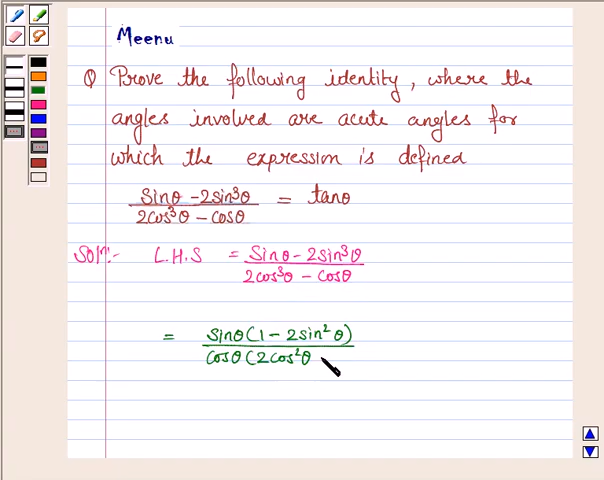 Meenu
Q Prove the following identity, where the
angles involved are acute angles for
which the expression is defined
(sinθ - 2sin³θ)/(2cos³θ - cosθ) = tanθ
Solⁿ:- L.H.S = (Sinθ - 2sin³θ)/(2cos³θ - cosθ)
= sinθ(1 - 2sin²θ)/cosθ(2cos²θ